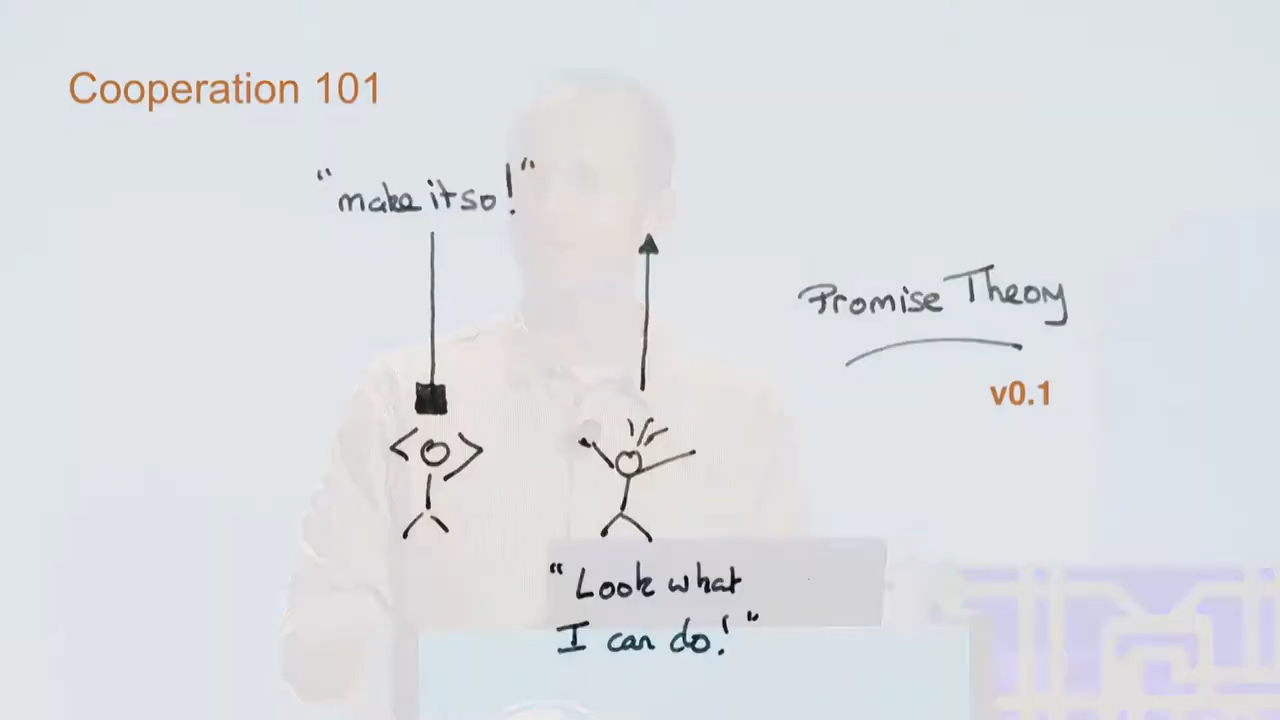 Cooperation 101
"make it so!"
Promise Theory
v0.1
"Look what
I can do!"